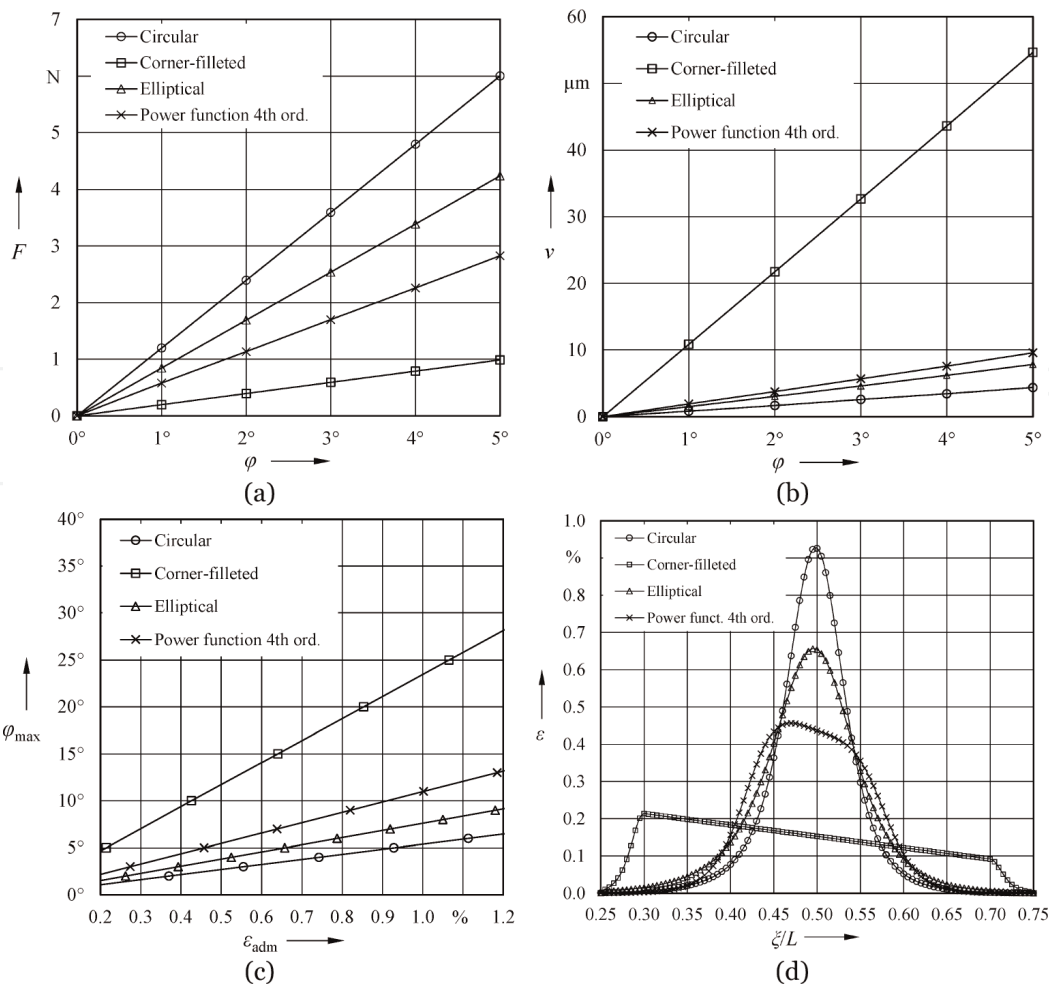 7
N
5
4
3
2
1
0
F
Circular
Corner-filleted
Elliptical
Power function 4th ord.
0° 1° 2° 3° 4° 5°
φ
(a)
60
μm
40
30
20
10
0
v
Circular
Corner-filleted
Elliptical
Power function 4th ord.
0° 1° 2° 3° 4° 5°
φ
(b)
40°
35°
25°
20°
15°
10°
5°
0°
φmax
Circular
Corner-filleted
Elliptical
Power function 4th ord.
0.2 0.3 0.4 0.5 0.6 0.7 0.8 0.9 1.0 % 1.2
εadm
(c)
1.0
%
0.8
0.7
0.6
0.5
0.4
0.3
0.2
0.1
0.0
ε
Circular
Corner-filleted
Elliptical
Power funct. 4th ord.
0.25 0.30 0.35 0.40 0.45 0.50 0.55 0.60 0.65 0.70 0.75
ξ/L
(d)